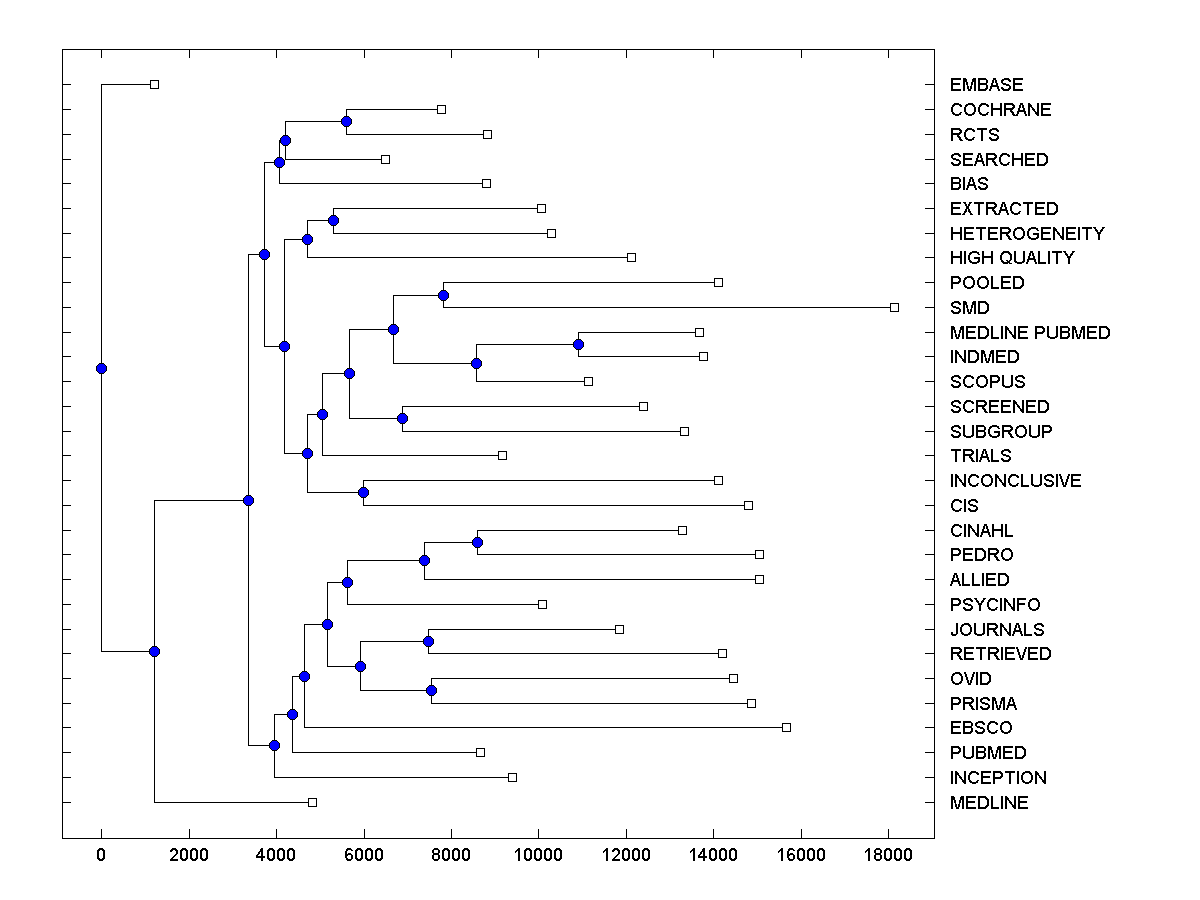 EMBASE
COCHRANE
RCTS
SEARCHED
BIAS
EXTRACTED
HETEROGENEITY
HIGH QUALITY
POOLED
SMD
MEDLINE PUBMED
INDMED
SCOPUS
SCREENED
SUBGROUP
TRIALS
INCONCLUSIVE
CIS
CINAHL
PEDRO
ALLIED
PSYCINFO
JOURNALS
RETRIEVED
OVID
PRISMA
EBSCO
PUBMED
INCEPTION
MEDLINE
0 2000 4000 6000 8000 10000 12000 14000 16000 18000